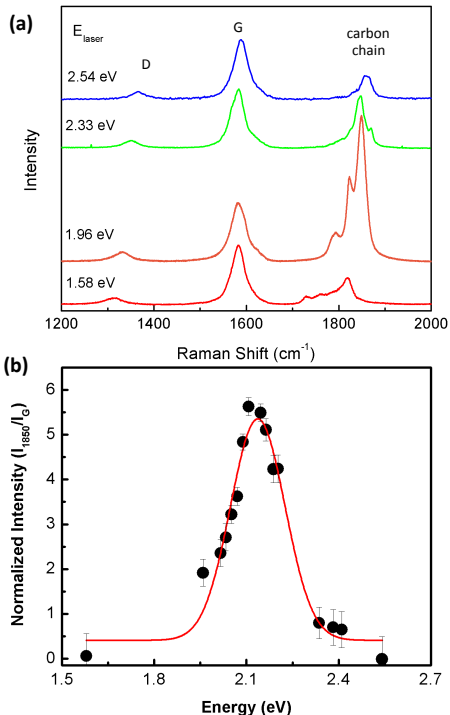 (a)
E_laser
D
G
carbon
chain
2.54 eV
2.33 eV
1.96 eV
1.58 eV
Intensity
1200 1400 1600 1800 2000
Raman Shift (cm⁻¹)
(b)
Normalized Intensity (I₁₈₅₀/I_G)
6
5
4
3
2
1
0
1.5 1.8 2.1 2.4 2.7
Energy (eV)